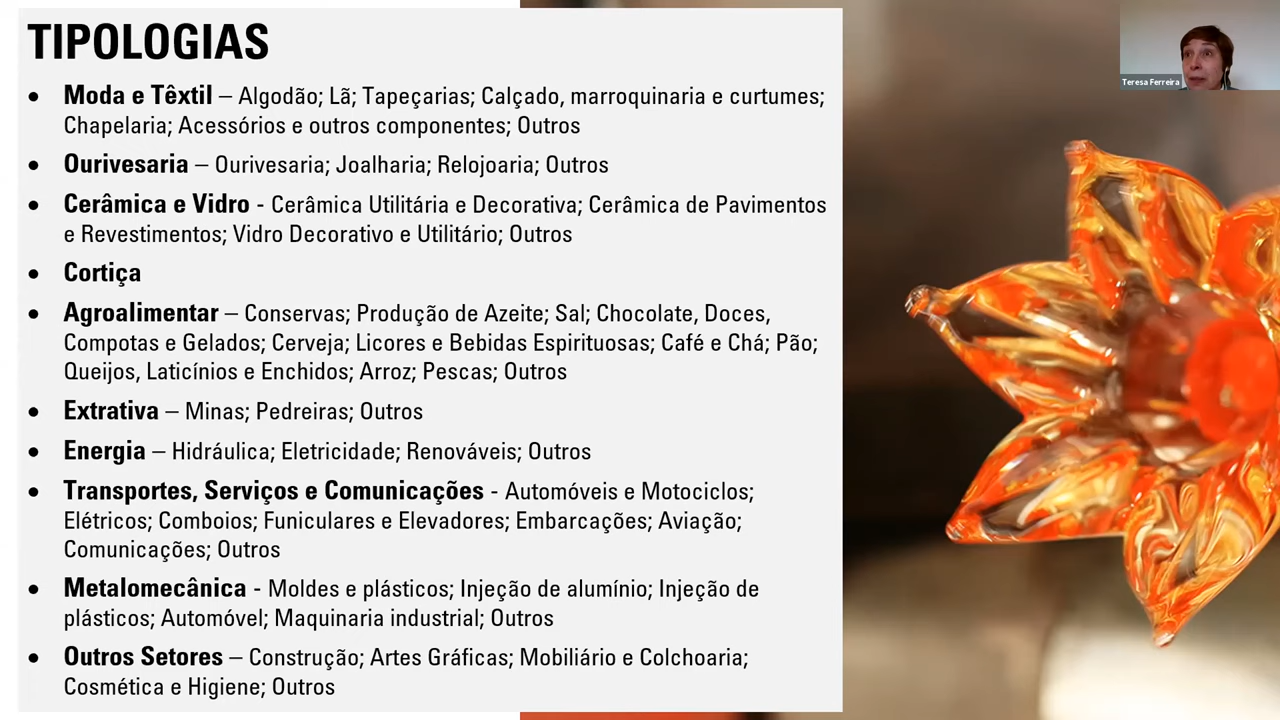 TIPOLOGIAS
• Moda e Têxtil – Algodão; Lã; Tapeçarias; Calçado, marroquinaria e curtumes;
Chapelaria; Acessórios e outros componentes; Outros
• Ourivesaria – Ourivesaria; Joalharia; Relojoaria; Outros
• Cerâmica e Vidro - Cerâmica Utilitária e Decorativa; Cerâmica de Pavimentos
e Revestimentos; Vidro Decorativo e Utilitário; Outros
• Cortiça
• Agroalimentar – Conservas; Produção de Azeite; Sal; Chocolate, Doces,
Compotas e Gelados; Cerveja; Licores e Bebidas Espirituosas; Café e Chá; Pão;
Queijos, Laticínios e Enchidos; Arroz; Pescas; Outros
• Extrativa – Minas; Pedreiras; Outros
• Energia – Hidráulica; Eletricidade; Renováveis; Outros
• Transportes, Serviços e Comunicações - Automóveis e Motociclos;
Elétricos; Comboios; Funiculares e Elevadores; Embarcações; Aviação;
Comunicações; Outros
• Metalomecânica - Moldes e plásticos; Injeção de alumínio; Injeção de
plásticos; Automóvel; Maquinaria industrial; Outros
• Outros Setores – Construção; Artes Gráficas; Mobiliário e Colchoaria;
Cosmética e Higiene; Outros
Teresa Ferreira